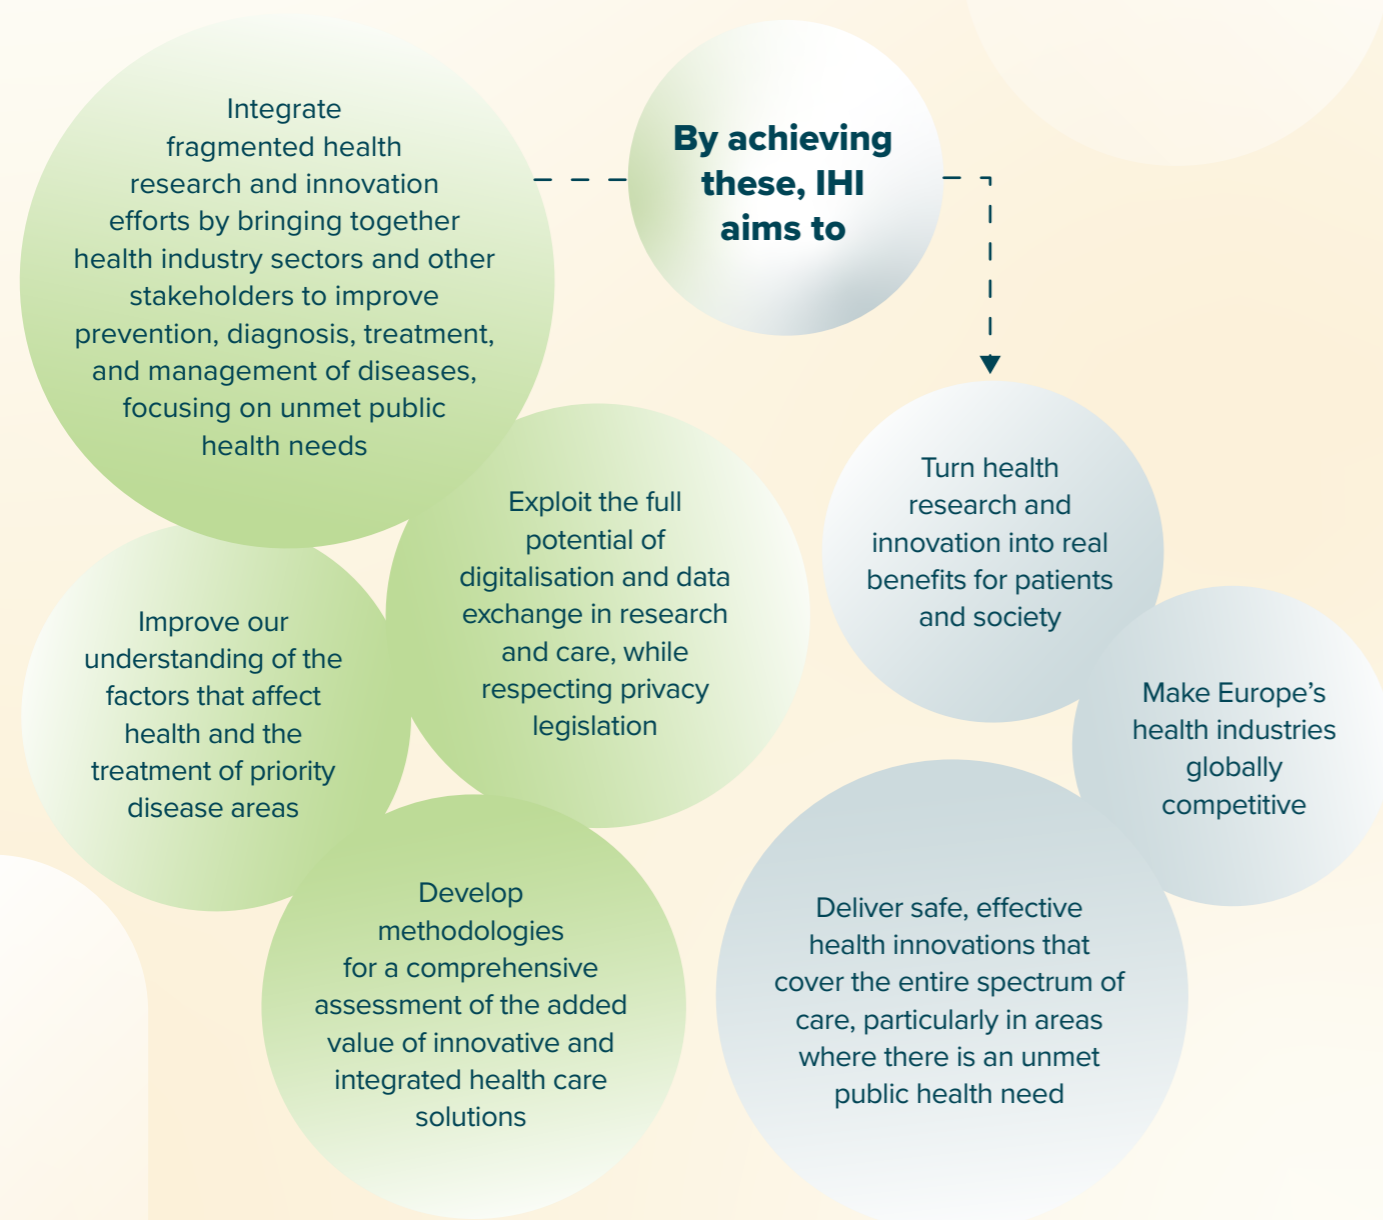 Integrate
fragmented health
research and innovation
efforts by bringing together
health industry sectors and other
stakeholders to improve
prevention, diagnosis, treatment,
and management of diseases,
focusing on unmet public
health needs
Exploit the full
potential of
digitalisation and data
exchange in research
and care, while
respecting privacy
legislation
Improve our
understanding of the
factors that affect
health and the
treatment of priority
disease areas
Develop
methodologies
for a comprehensive
assessment of the added
value of innovative and
integrated health care
solutions
By achieving
these, IHI
aims to
Turn health
research and
innovation into real
benefits for patients
and society
Make Europe’s
health industries
globally
competitive
Deliver safe, effective
health innovations that
cover the entire spectrum of
care, particularly in areas
where there is an unmet
public health need